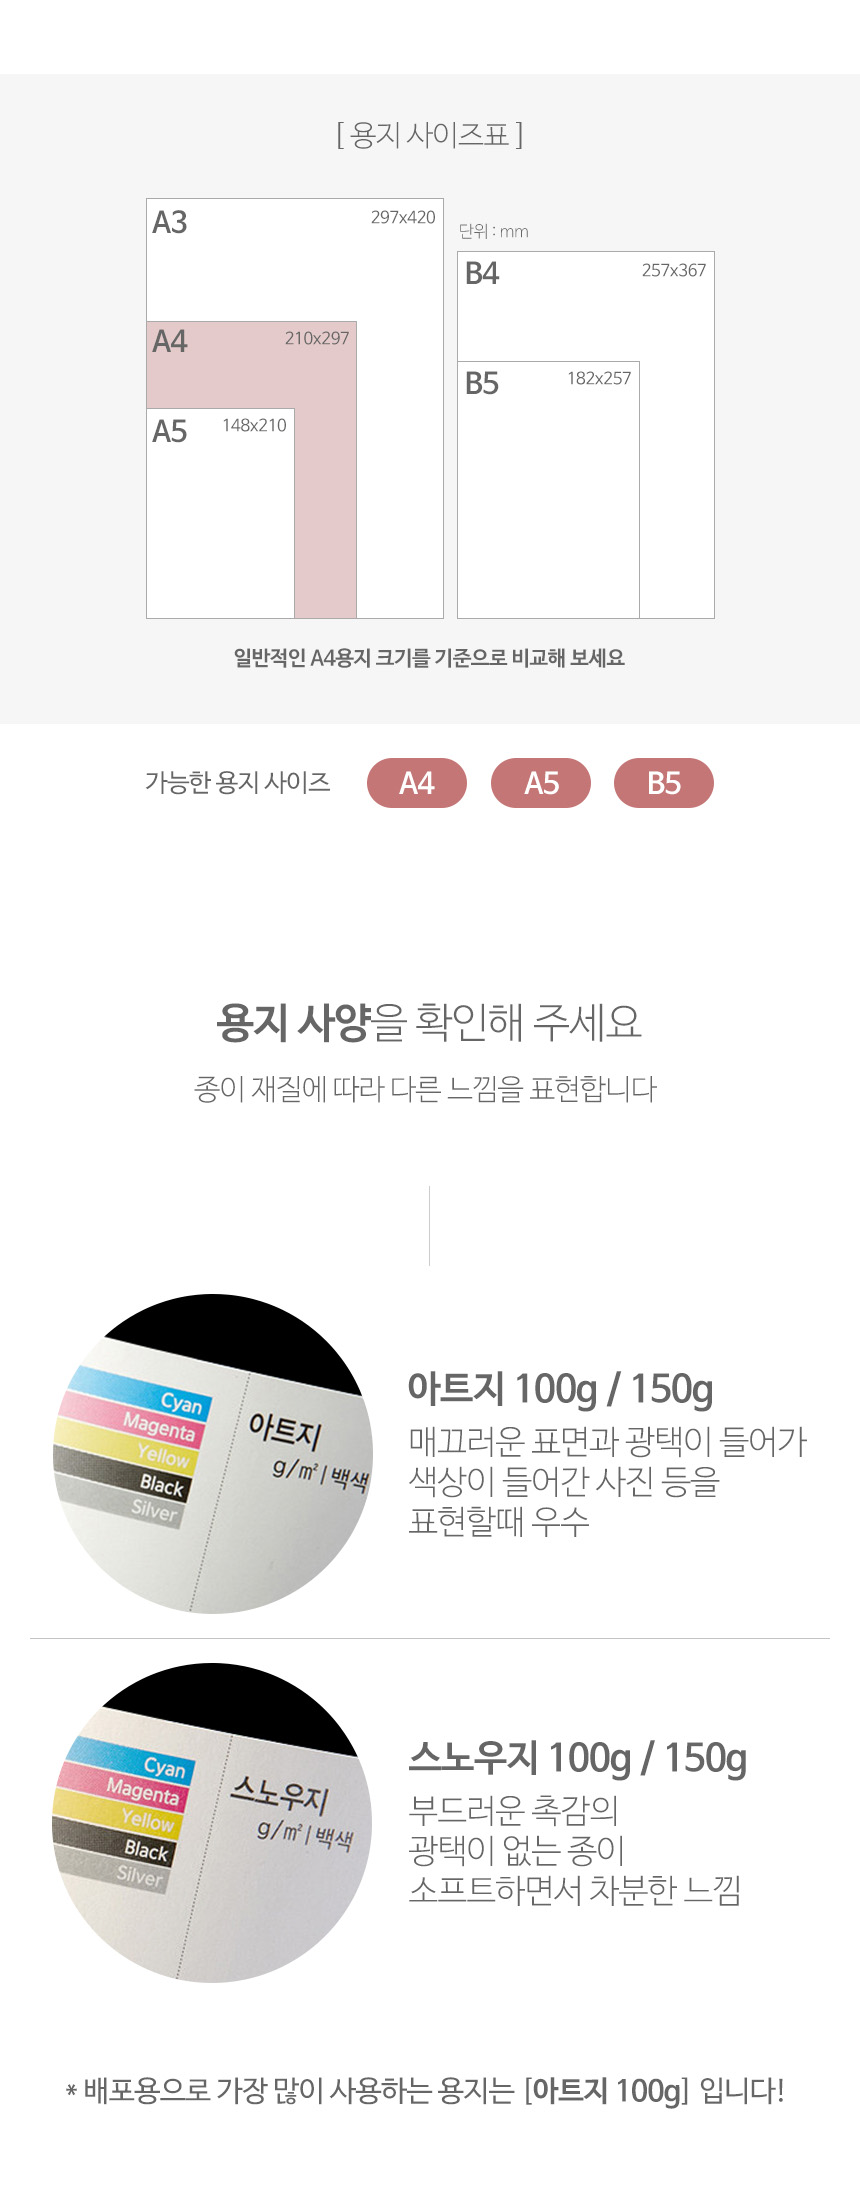 [ 용지 사이즈표 ]
A3 297x420
단위 : mm
B4 257x367
A4 210x297
B5 182x257
A5 148x210
일반적인 A4용지 크기를 기준으로 비교해 보세요
가능한 용지 사이즈 A4 A5 B5
용지 사양을 확인해 주세요
종이 재질에 따라 다른 느낌을 표현합니다
Cyan
Magenta
Yellow
Black
Silver
아트지
g/㎡ | 백색
아트지 100g / 150g
매끄러운 표면과 광택이 들어가
색상이 들어간 사진 등을
표현할때 우수
Cyan
Magenta
Yellow
Black
Silver
스노우지
g/㎡ | 백색
스노우지 100g / 150g
부드러운 촉감의
광택이 없는 종이
소프트하면서 차분한 느낌
* 배포용으로 가장 많이 사용하는 용지는 [아트지 100g] 입니다!